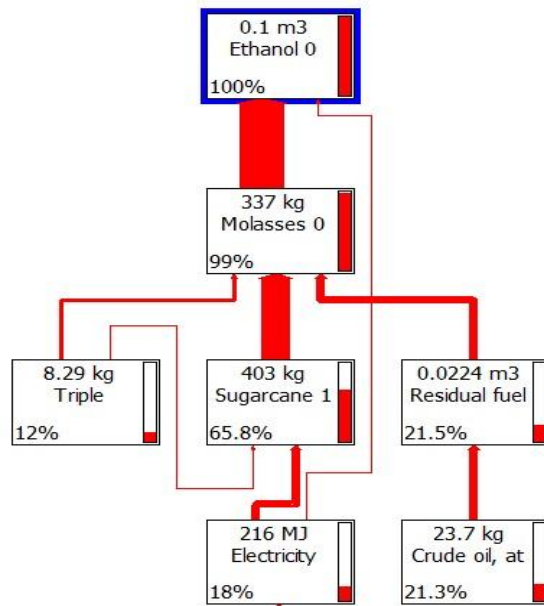 0.1 m3
Ethanol 0
100%
337 kg
Molasses 0
99%
8.29 kg
Triple
12%
403 kg
Sugarcane 1
65.8%
0.0224 m3
Residual fuel
21.5%
216 MJ
Electricity
18%
23.7 kg
Crude oil, at
21.3%